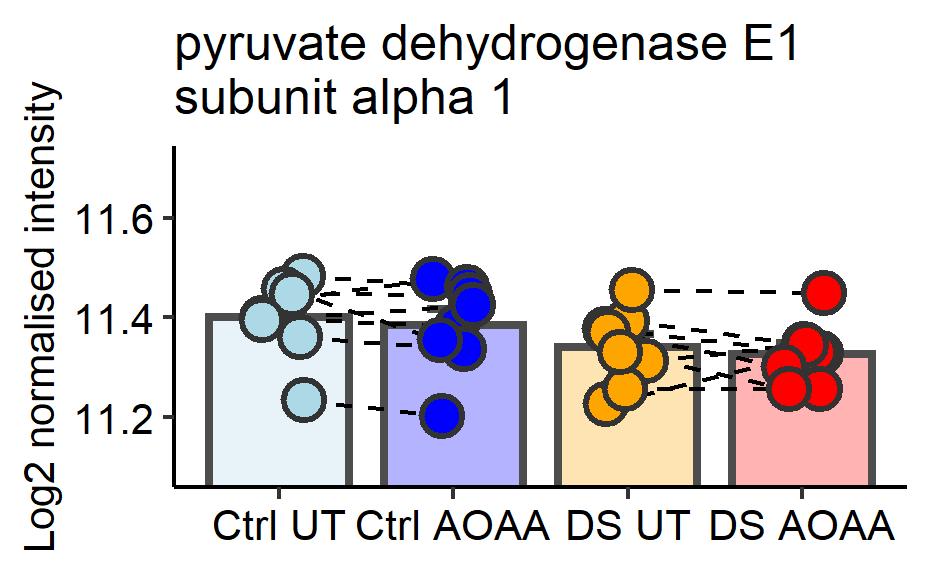 pyruvate dehydrogenase E1
subunit alpha 1
Log2 normalised intensity
11.6
11.4
11.2
Ctrl UT Ctrl AOAA DS UT DS AOAA